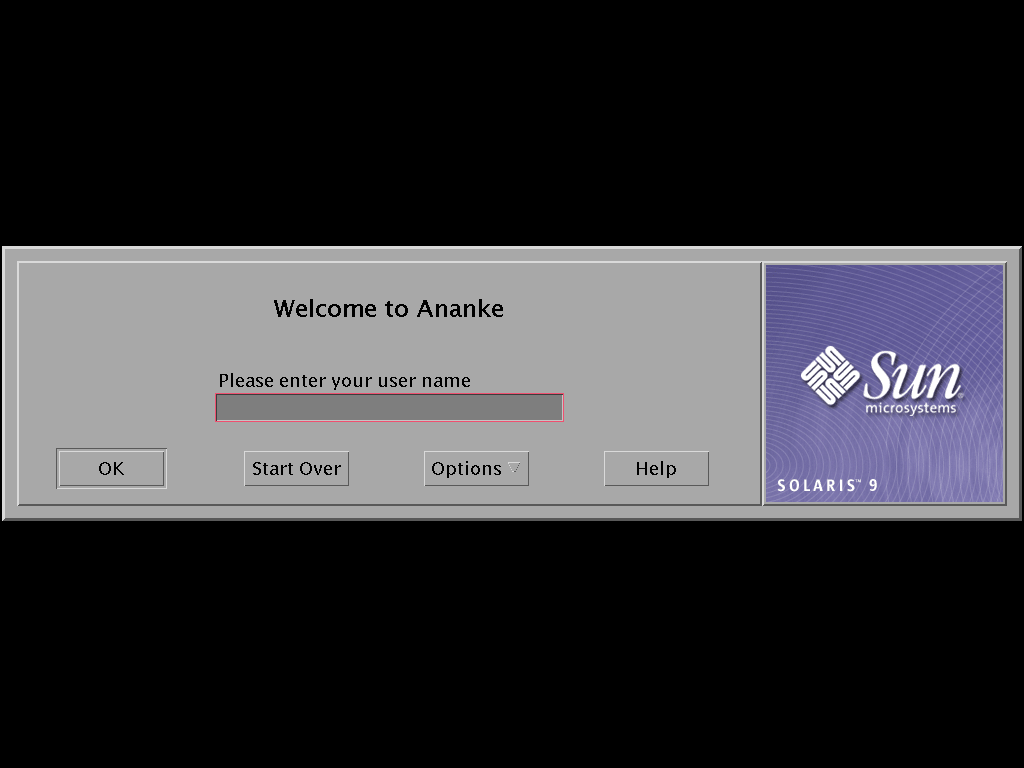 Welcome to Ananke
Please enter your user name
OK
Start Over
Options
Help
Sun
microsystems
SOLARIS™ 9